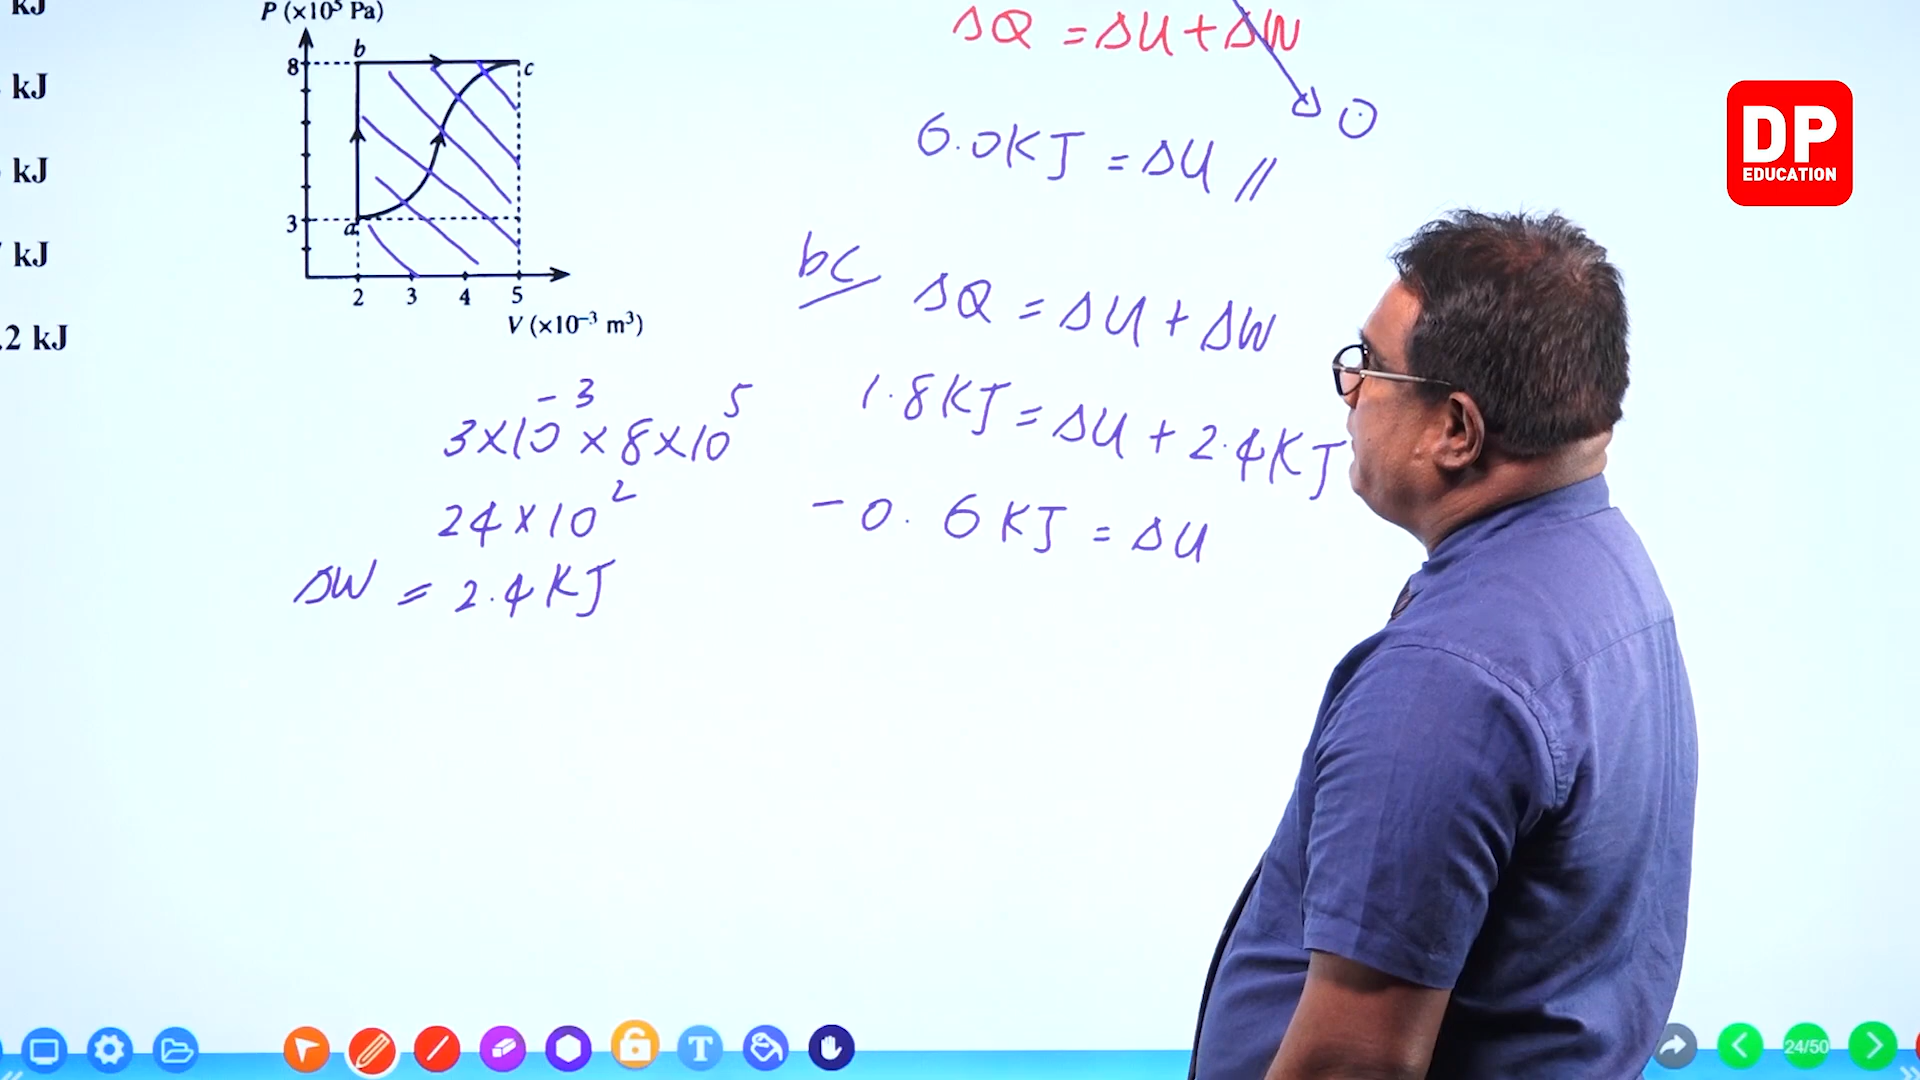 kJ
kJ
kJ
kJ
.2 kJ
P (×10⁵ Pa)
b
8
c
3
a
2 3 4 5
V (×10⁻³ m³)
3×10⁻³ × 8×10⁵
24×10²
ΔW = 2.4KJ
ΔQ = ΔU + ΔW
0
6.0KJ = ΔU //
bc
ΔQ = ΔU + ΔW
1.8KJ = ΔU + 2.4KJ
-0.6KJ = ΔU
DP
EDUCATION
T
24/50